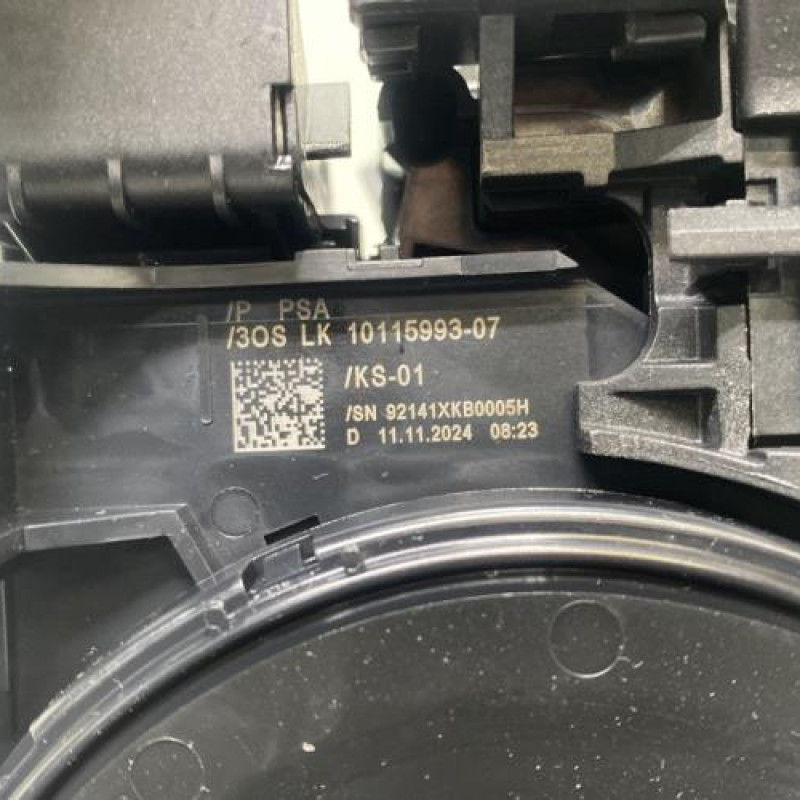 /P PSA
/3OS LK 10115993-07
/KS-01
/SN 92141XKB0005H
D 11.11.2024 08:23